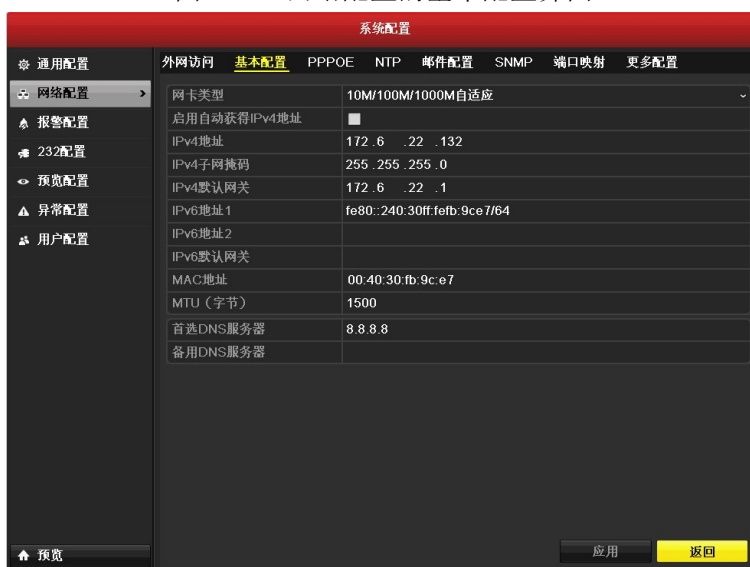 系统配置
通用配置
网络配置
报警配置
232配置
预览配置
异常配置
用户配置
预览
外网访问 基本配置 PPPOE NTP 邮件配置 SNMP 端口映射 更多配置
网卡类型 10M/100M/1000M自适应
启用自动获得IPv4地址
IPv4地址 172 .6 .22 .132
IPv4子网掩码 255 .255 .255 .0
IPv4默认网关 172 .6 .22 .1
IPv6地址1 fe80::240:30ff:fefb:9ce7/64
IPv6地址2
IPv6默认网关
MAC地址 00:40:30:fb:9c:e7
MTU（字节） 1500
首选DNS服务器 8.8.8.8
备用DNS服务器
应用 返回